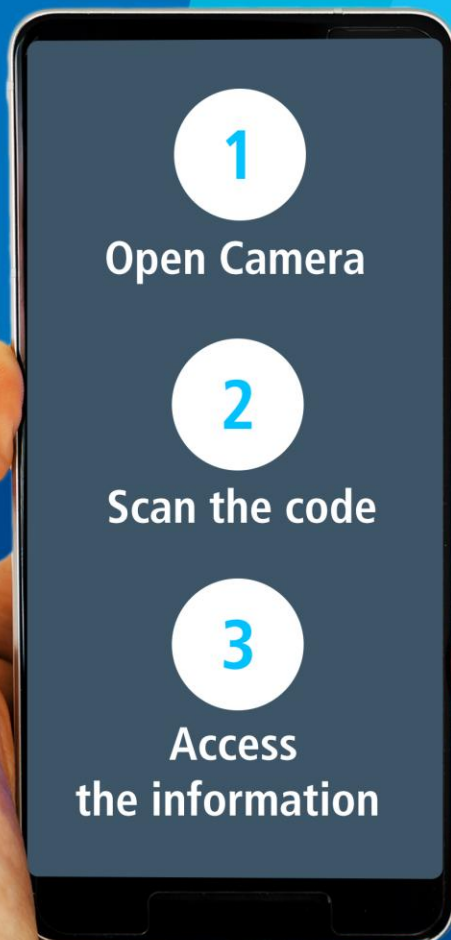 1
Open Camera
2
Scan the code
3
Access
the information